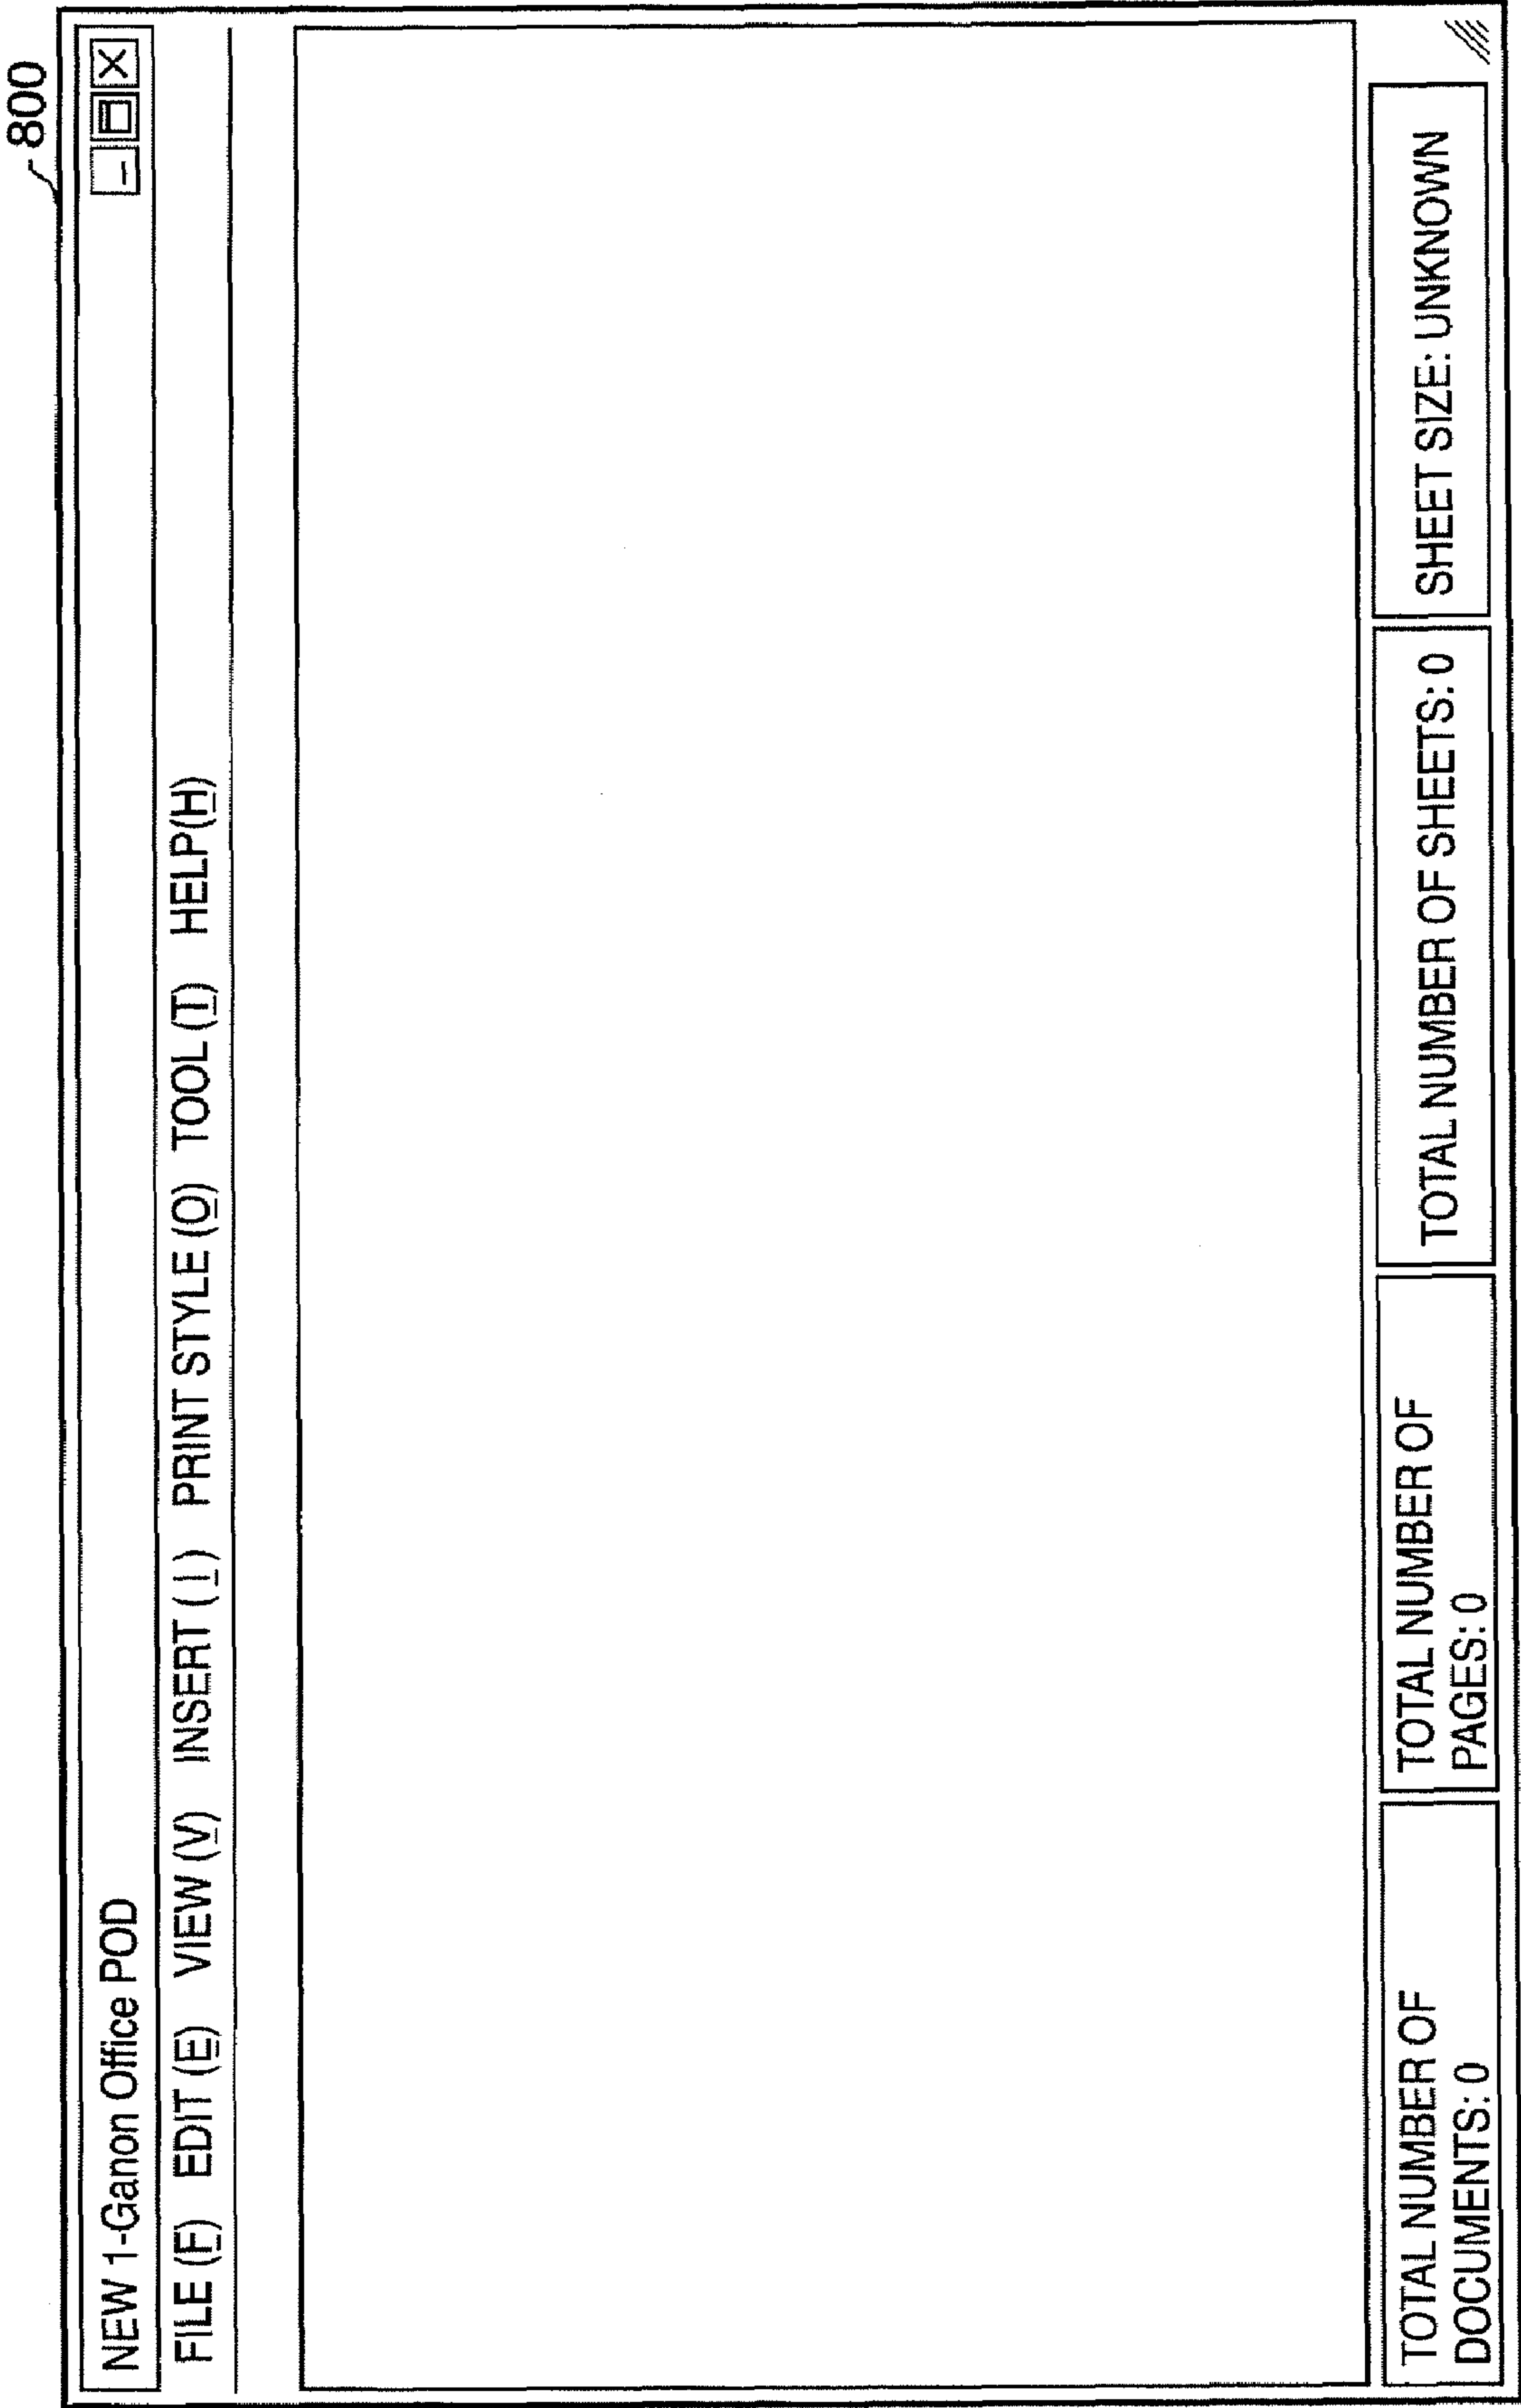 800
NEW 1-Ganon Office POD
FILE (F) EDIT (E) VIEW (V) INSERT (I) PRINT STYLE (O) TOOL (T) HELP(H)
TOTAL NUMBER OF
DOCUMENTS: 0
TOTAL NUMBER OF
PAGES: 0
TOTAL NUMBER OF SHEETS: 0
SHEET SIZE: UNKNOWN